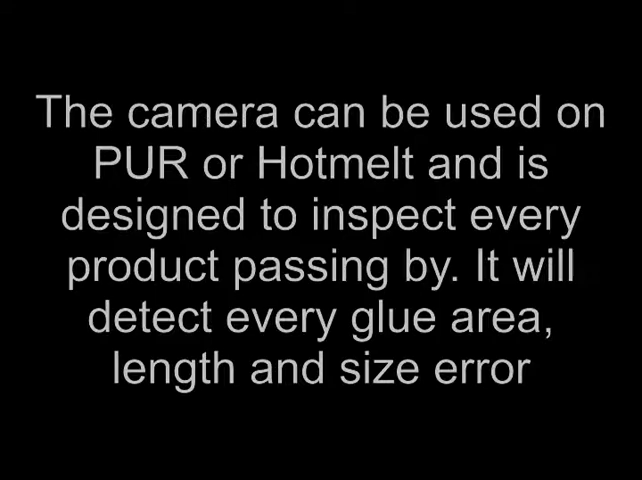 The camera can be used on
PUR or Hotmelt and is
designed to inspect every
product passing by. It will
detect every glue area,
length and size error